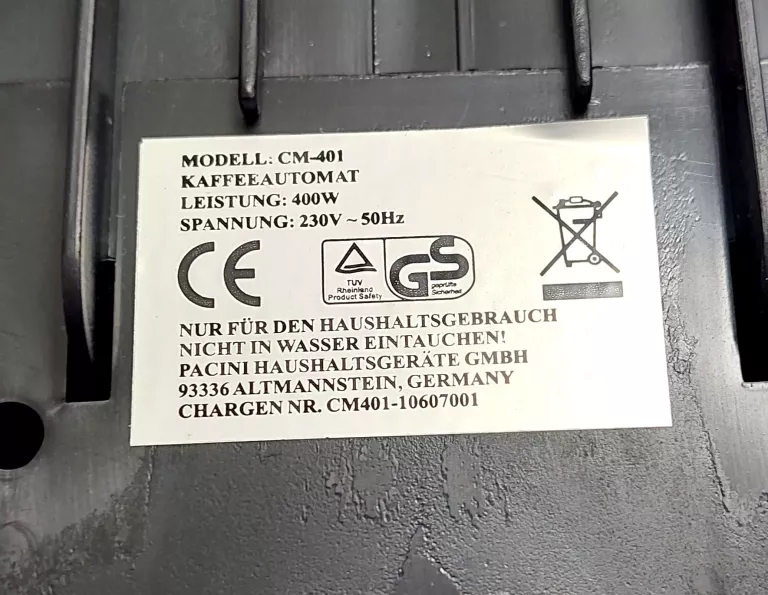 MODELL: CM-401
KAFFEEAUTOMAT
LEISTUNG: 400W
SPANNUNG: 230V ~ 50Hz
CE
TÜV
Rheinland
Product Safety
GS
geprüfte
Sicherheit
NUR FÜR DEN HAUSHALTSGEBRAUCH
NICHT IN WASSER EINTAUCHEN!
PACINI HAUSHALTSGERÄTE GMBH
93336 ALTMANNSTEIN, GERMANY
CHARGEN NR. CM401-10607001